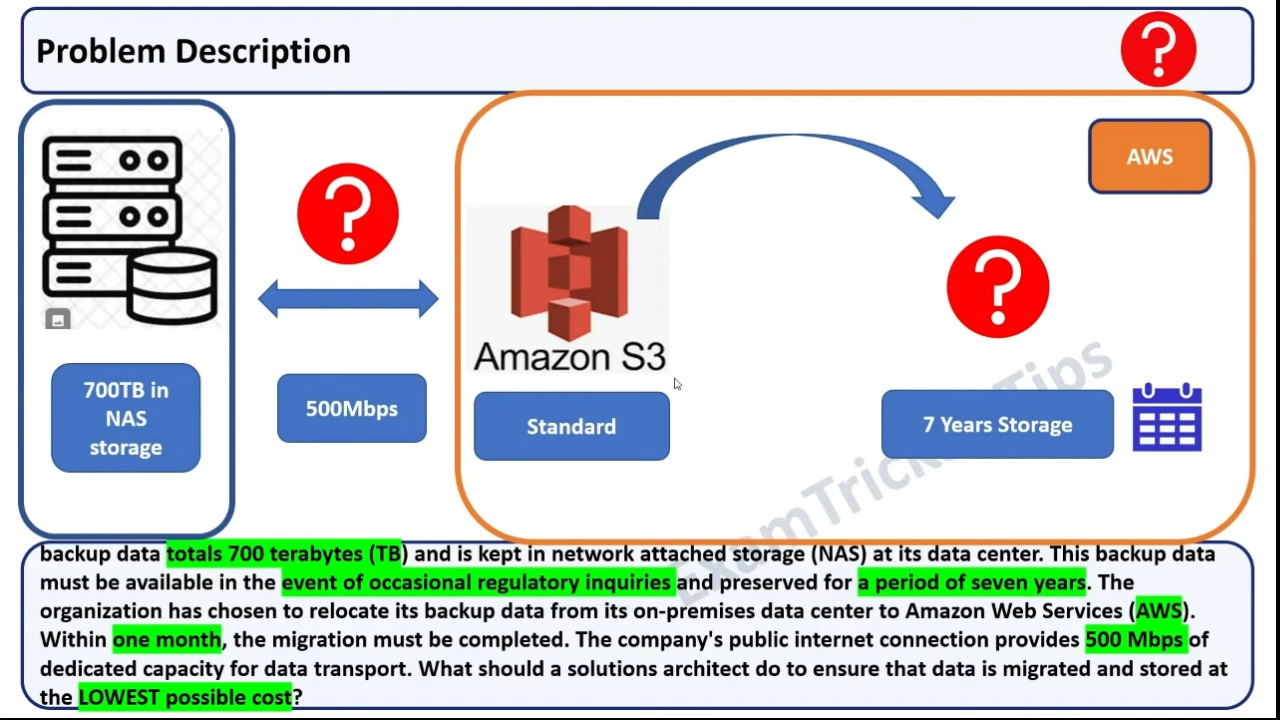 Problem Description
AWS
Amazon S3
700TB in
NAS
storage
500Mbps
Standard
7 Years Storage
ExamTricks Tips
backup data totals 700 terabytes (TB) and is kept in network attached storage (NAS) at its data center. This backup data
must be available in the event of occasional regulatory inquiries and preserved for a period of seven years. The
organization has chosen to relocate its backup data from its on-premises data center to Amazon Web Services (AWS).
Within one month, the migration must be completed. The company's public internet connection provides 500 Mbps of
dedicated capacity for data transport. What should a solutions architect do to ensure that data is migrated and stored at
the LOWEST possible cost?